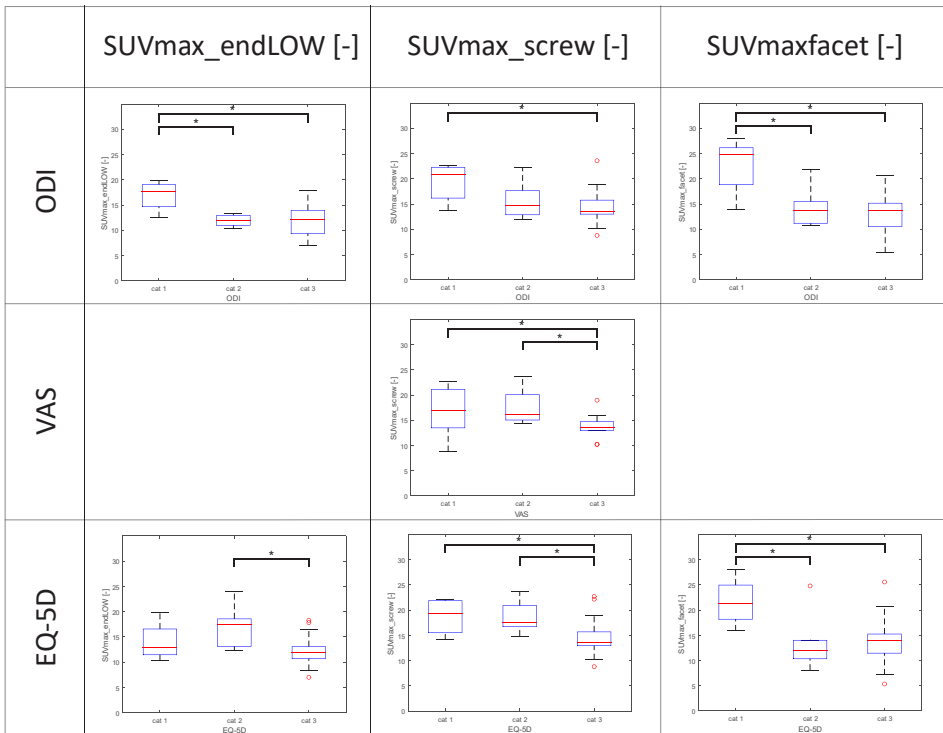 SUVmax_endLOW [-]
SUVmax_screw [-]
SUVmaxfacet [-]
ODI
*
*
SUVmax_endLOW [-]
30
25
20
15
10
5
0
cat 1
cat 2
cat 3
ODI
*
SUVmax_screw [-]
30
25
20
15
10
5
0
cat 1
cat 2
cat 3
ODI
*
*
SUVmax_facet [-]
30
25
20
15
10
5
0
cat 1
cat 2
cat 3
ODI
VAS
*
*
SUVmax_screw [-]
30
25
20
15
10
5
0
cat 1
cat 2
cat 3
VAS
EQ-5D
*
SUVmax_endLOW [-]
30
25
20
15
10
5
0
cat 1
cat 2
cat 3
EQ-5D
*
*
SUVmax_screw [-]
30
25
20
15
10
5
0
cat 1
cat 2
cat 3
EQ-5D
*
*
SUVmax_facet [-]
30
25
20
15
10
5
0
cat 1
cat 2
cat 3
EQ-5D